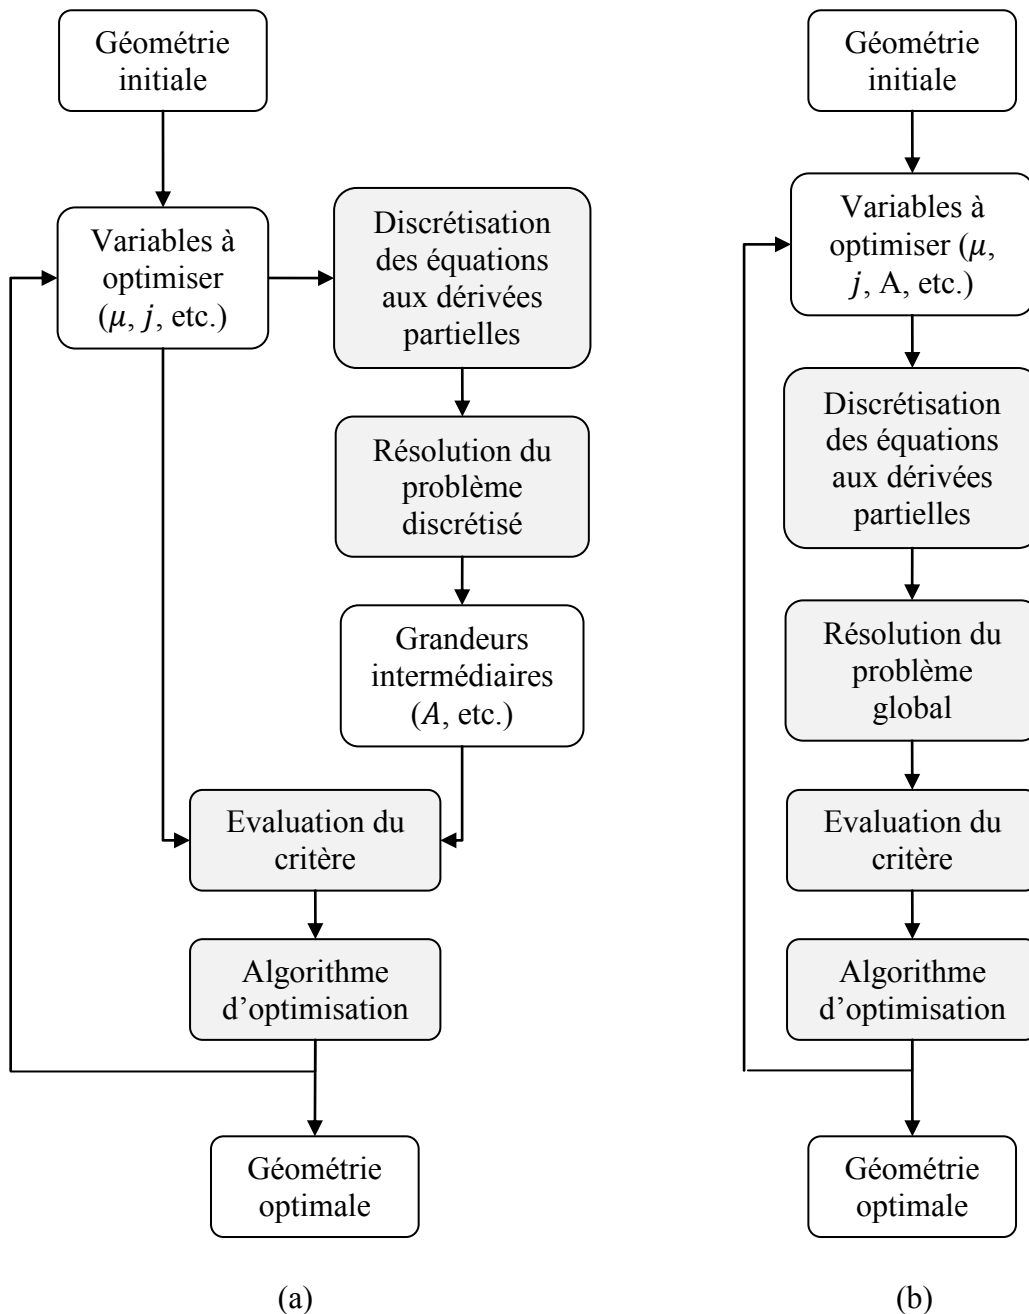 Géométrie
initiale
Variables à
optimiser
(μ, j, etc.)
Discrétisation
des équations
aux dérivées
partielles
Résolution du
problème
discrétisé
Grandeurs
intermédiaires
(A, etc.)
Evaluation du
critère
Algorithme
d’optimisation
Géométrie
optimale
(a)
Géométrie
initiale
Variables à
optimiser (μ,
j, A, etc.)
Discrétisation
des équations
aux dérivées
partielles
Résolution du
problème
global
Evaluation du
critère
Algorithme
d’optimisation
Géométrie
optimale
(b)